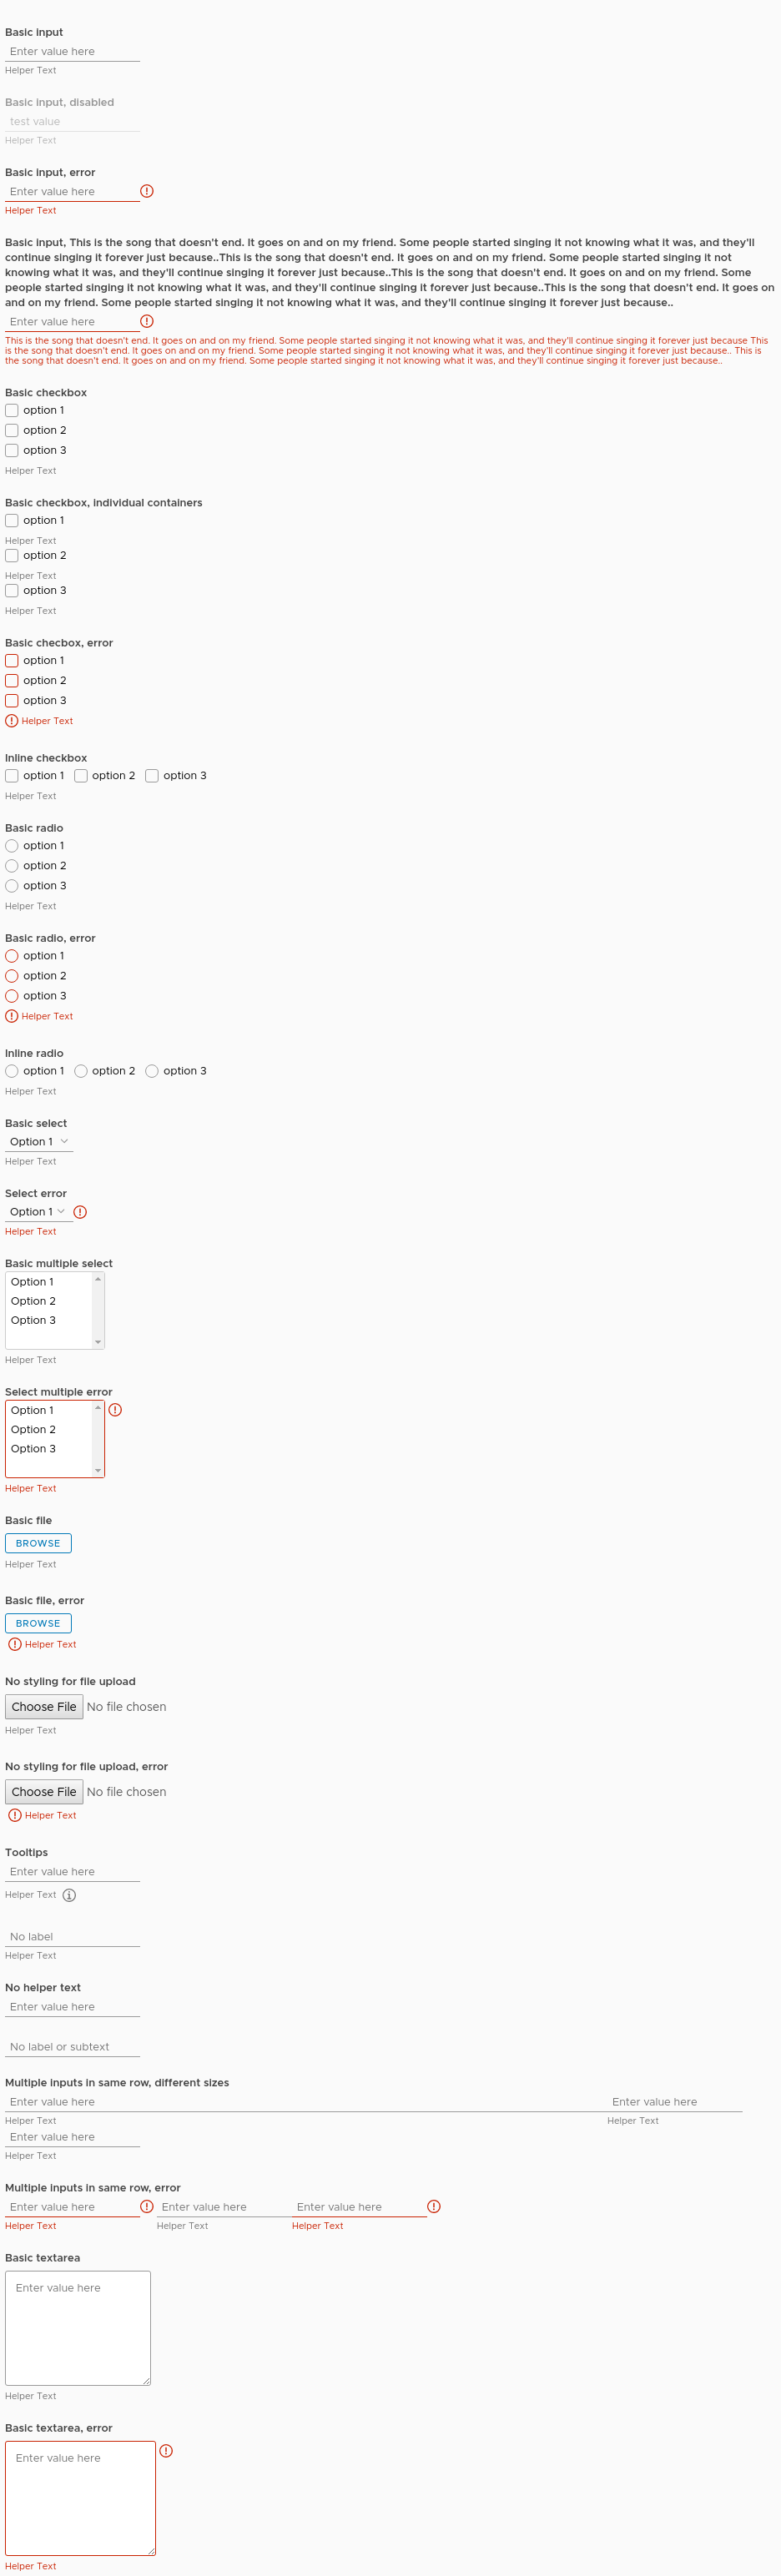 Basic input
Enter value here
Helper Text
Basic input, disabled
test value
Helper Text
Basic input, error
Enter value here
Helper Text
Basic input, This is the song that doesn't end. It goes on and on my friend. Some people started singing it not knowing what it was, and they'll
continue singing it forever just because..This is the song that doesn't end. It goes on and on my friend. Some people started singing it not
knowing what it was, and they'll continue singing it forever just because..This is the song that doesn't end. It goes on and on my friend. Some
people started singing it not knowing what it was, and they'll continue singing it forever just because..This is the song that doesn't end. It goes on
and on my friend. Some people started singing it not knowing what it was, and they'll continue singing it forever just because..
Enter value here
This is the song that doesn't end. It goes on and on my friend. Some people started singing it not knowing what it was, and they'll continue singing it forever just because This
is the song that doesn't end. It goes on and on my friend. Some people started singing it not knowing what it was, and they'll continue singing it forever just because.. This is
the song that doesn't end. It goes on and on my friend. Some people started singing it not knowing what it was, and they'll continue singing it forever just because..
Basic checkbox
option 1
option 2
option 3
Helper Text
Basic checkbox, individual containers
option 1
Helper Text
option 2
Helper Text
option 3
Helper Text
Basic checbox, error
option 1
option 2
option 3
Helper Text
Inline checkbox
option 1 option 2 option 3
Helper Text
Basic radio
option 1
option 2
option 3
Helper Text
Basic radio, error
option 1
option 2
option 3
Helper Text
Inline radio
option 1 option 2 option 3
Helper Text
Basic select
Option 1
Helper Text
Select error
Option 1
Helper Text
Basic multiple select
Option 1
Option 2
Option 3
Helper Text
Select multiple error
Option 1
Option 2
Option 3
Helper Text
Basic file
BROWSE
Helper Text
Basic file, error
BROWSE
Helper Text
No styling for file upload
Choose File No file chosen
Helper Text
No styling for file upload, error
Choose File No file chosen
Helper Text
Tooltips
Enter value here
Helper Text
No label
Helper Text
No helper text
Enter value here
No label or subtext
Multiple inputs in same row, different sizes
Enter value here Enter value here
Helper Text Helper Text
Enter value here
Helper Text
Multiple inputs in same row, error
Enter value here Enter value here Enter value here
Helper Text Helper Text Helper Text
Basic textarea
Enter value here
Helper Text
Basic textarea, error
Enter value here
Helper Text